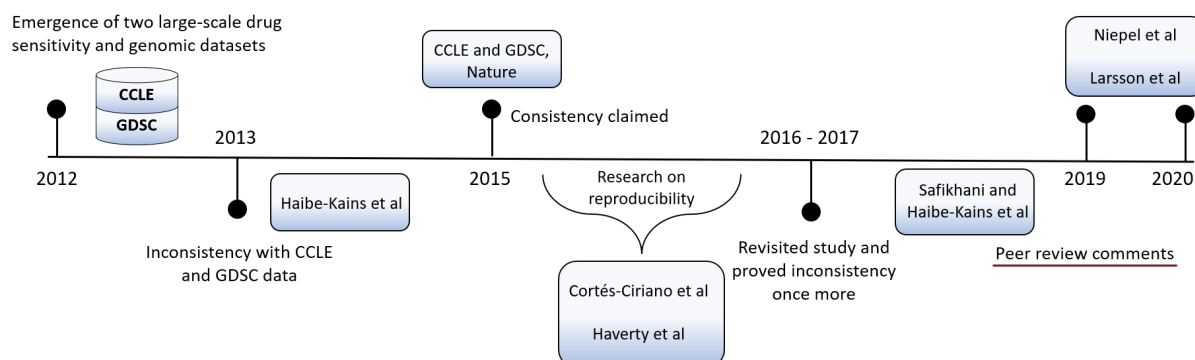 Emergence of two large-scale drug
sensitivity and genomic datasets
CCLE
GDSC
2012
2013
Haibe-Kains et al
Inconsistency with CCLE
and GDSC data
CCLE and GDSC,
Nature
Consistency claimed
2015
Research on
reproducibility
Cortés-Ciriano et al
Haverty et al
2016 - 2017
Revisited study and
proved inconsistency
once more
Safikhani and
Haibe-Kains et al
Peer review comments
Niepel et al
Larsson et al
2019
2020